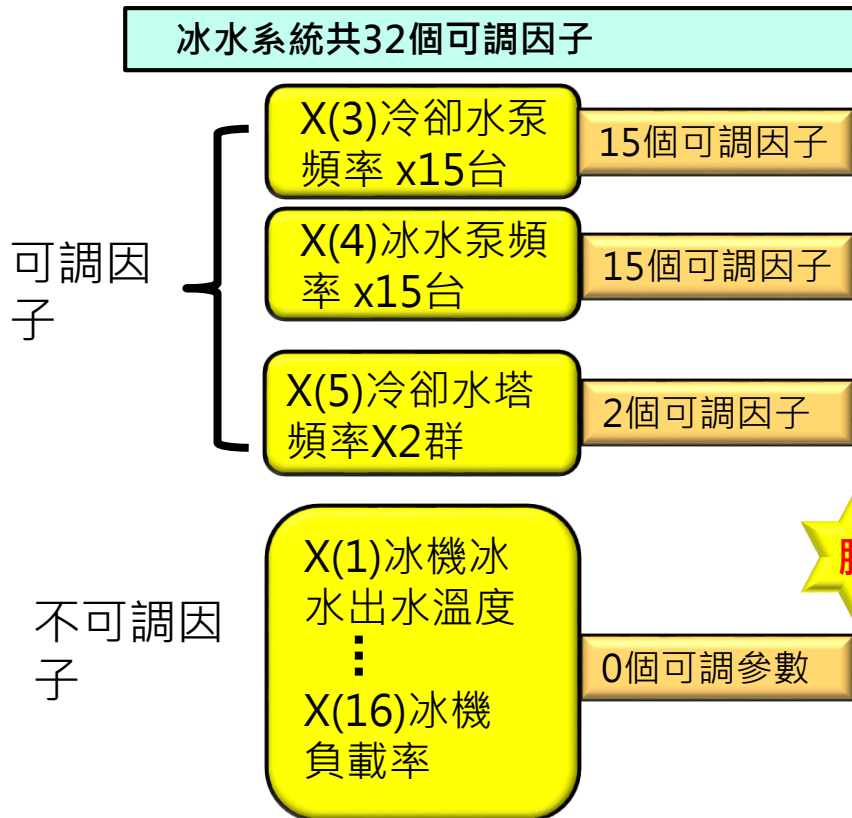 冰水系統共32個可調因子
可調因
子
X(3)冷卻水泵
頻率 x15台
15個可調因子
X(4)冰水泵頻
率 x15台
15個可調因子
X(5)冷卻水塔
頻率X2群
2個可調因子
不可調因
子
X(1)冰機冰
水出水溫度
⋮
X(16)冰機
負載率
0個可調參數